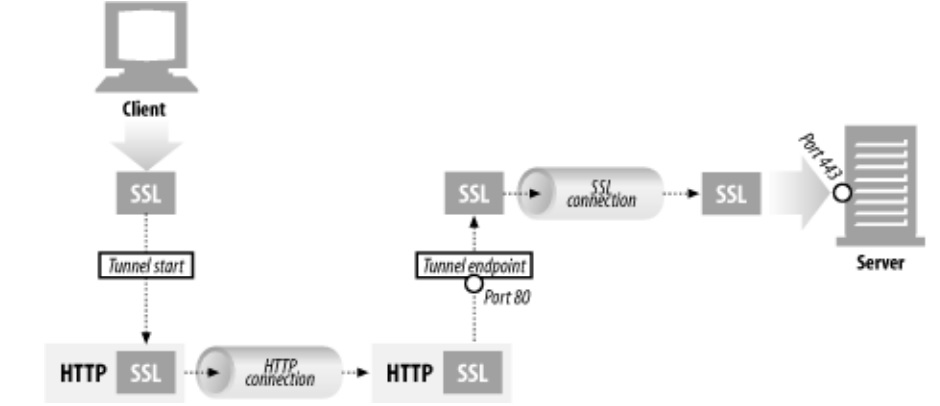 Client
SSL
Tunnel start
HTTP SSL
HTTP
connection
HTTP SSL
Tunnel endpoint
Port 80
SSL
SSL
connection
SSL
Port 443
Server